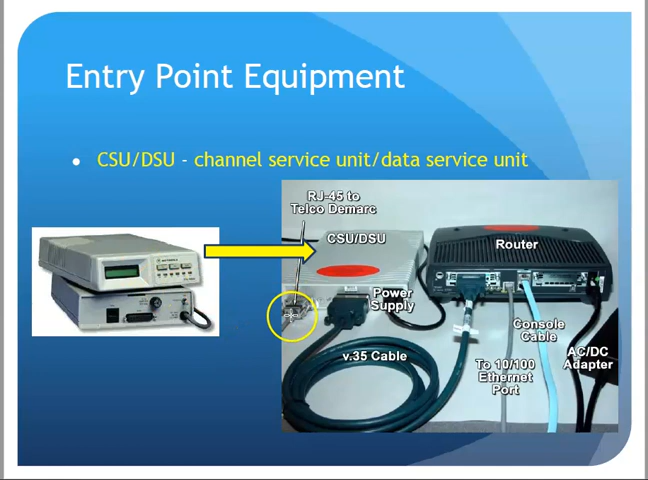 Entry Point Equipment
CSU/DSU - channel service unit/data service unit
RJ-45 to
Telco Demarc
CSU/DSU
Router
Power
Supply
Console
Cable
v.35 Cable
To 10/100
Ethernet
Port
AC/DC
Adapter